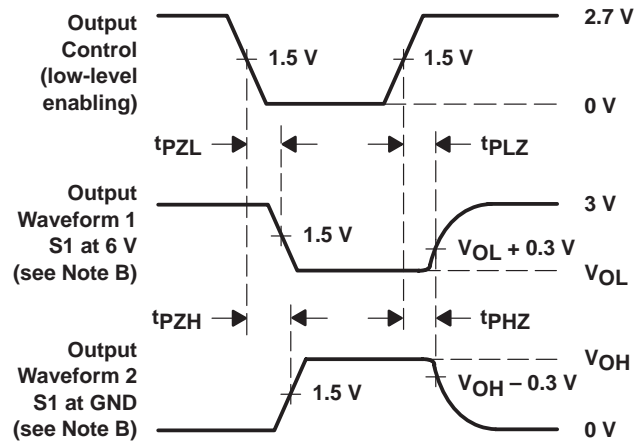 Output
Control
(low-level
enabling)
2.7 V
1.5 V
1.5 V
0 V
tPZL
tPLZ
Output
Waveform 1
S1 at 6 V
(see Note B)
3 V
1.5 V
VOL + 0.3 V
VOL
tPZH
tPHZ
Output
Waveform 2
S1 at GND
(see Note B)
VOH
1.5 V
VOH − 0.3 V
0 V